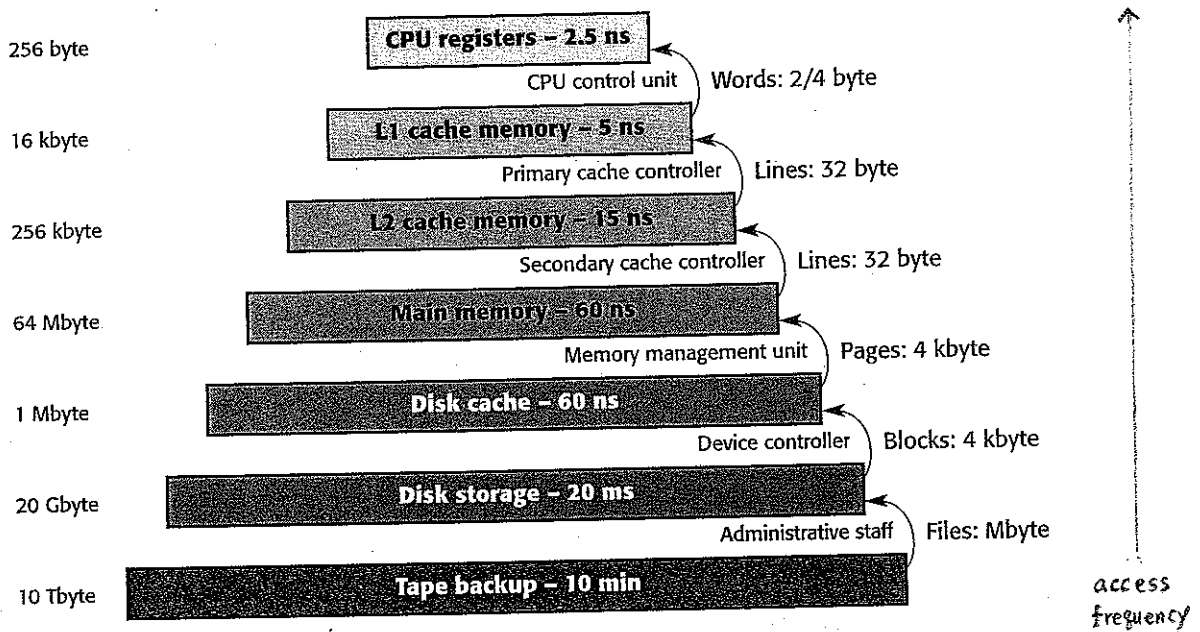 256 byte
CPU registers – 2.5 ns
CPU control unit
Words: 2/4 byte
16 kbyte
L1 cache memory – 5 ns
Primary cache controller
Lines: 32 byte
256 kbyte
L2 cache memory – 15 ns
Secondary cache controller
Lines: 32 byte
64 Mbyte
Main memory – 60 ns
Memory management unit
Pages: 4 kbyte
1 Mbyte
Disk cache – 60 ns
Device controller
Blocks: 4 kbyte
20 Gbyte
Disk storage – 20 ms
Administrative staff
Files: Mbyte
10 Tbyte
Tape backup – 10 min
access
frequency